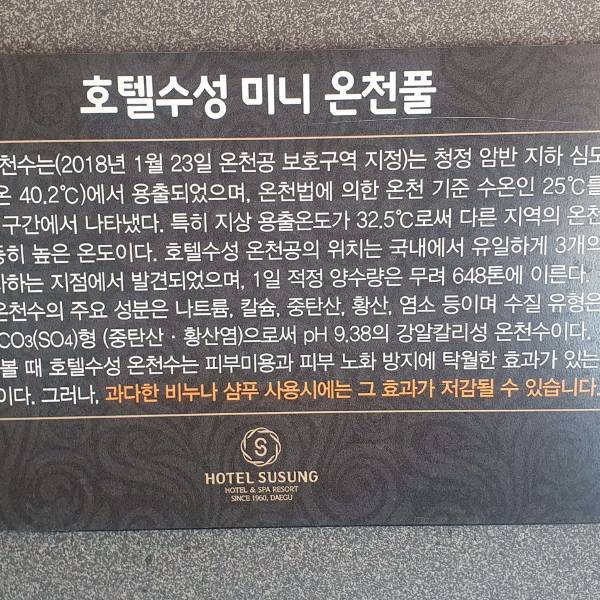 호텔수성 미니 온천풀
천수는(2018년 1월 23일 온천공 보호구역 지정)는 청정 암반 지하 심도
온 40.2℃)에서 용출되었으며, 온천법에 의한 온천 기준 수온인 25℃를
구간에서 나타냈다. 특히 지상 용출온도가 32.5℃로써 다른 지역의 온천
등히 높은 온도이다. 호텔수성 온천공의 위치는 국내에서 유일하게 3개의
하는 지점에서 발견되었으며, 1일 적정 양수량은 무려 648톤에 이른다.
온천수의 주요 성분은 나트륨, 칼슘, 중탄산, 황산, 염소 등이며 수질 유형은
CO3(SO4)형 (중탄산 · 황산염)으로써 pH 9.38의 강알칼리성 온천수이다.
볼 때 호텔수성 온천수는 피부미용과 피부 노화 방지에 탁월한 효과가 있는
이다. 그러나, 과다한 비누나 샴푸 사용시에는 그 효과가 저감될 수 있습니다.
S
HOTEL SUSUNG
HOTEL & SPA RESORT
SINCE 1960, DAEGU